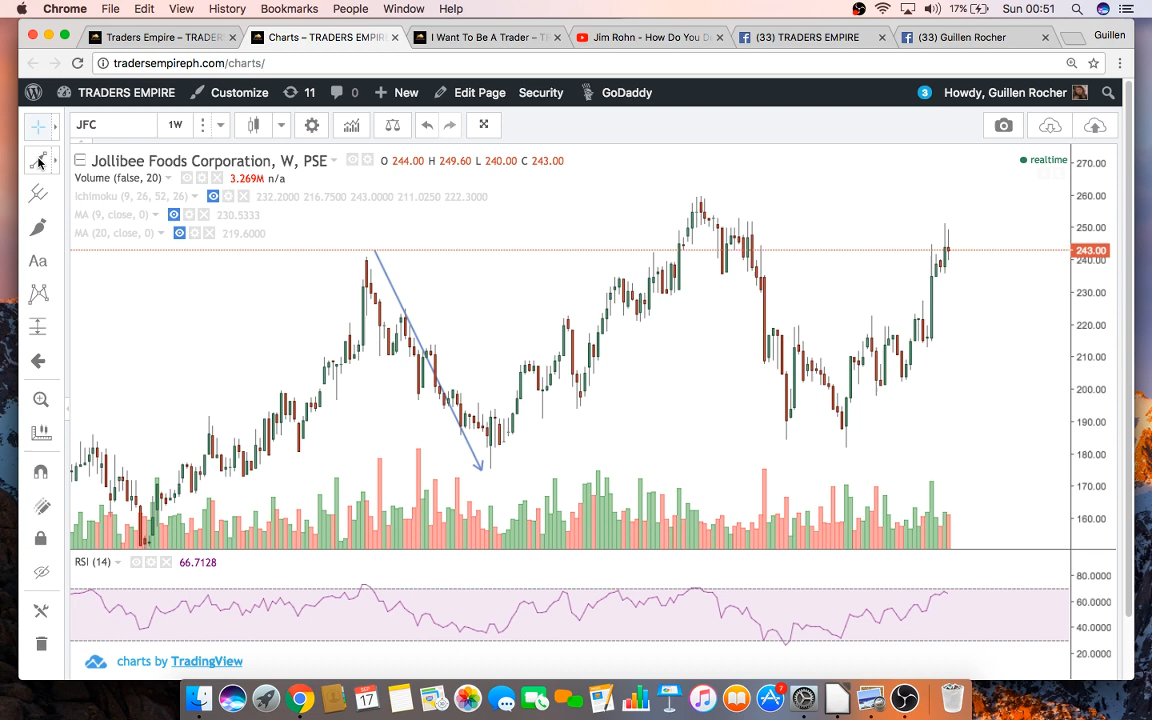 Chrome File Edit View History Bookmarks People Window Help 17% Sun 00:51
Traders Empire – TRADER Charts – TRADERS EMPIR I Want To Be A Trader – T Jim Rohn - How Do You D (33) TRADERS EMPIRE (33) Guillen Rocher Guillen
tradersempireph.com/charts/
TRADERS EMPIRE Customize 11 0 New Edit Page Security GoDaddy 3 Howdy, Guillen Rocher
JFC 1W
Jollibee Foods Corporation, W, PSE O 244.00 H 249.60 L 240.00 C 243.00 realtime
Volume (false, 20) 3.269M n/a
Ichimoku (9, 26, 52, 26) 232.2000 216.7500 243.0000 211.0250 222.3000
MA (9, close, 0) 230.5333
MA (20, close, 0) 219.6000
Aa
270.00
260.00
250.00
243.00
240.00
230.00
220.00
210.00
200.00
190.00
180.00
170.00
160.00
RSI (14) 66.7128
80.0000
60.0000
40.0000
20.0000
charts by TradingView
SEP
17
7